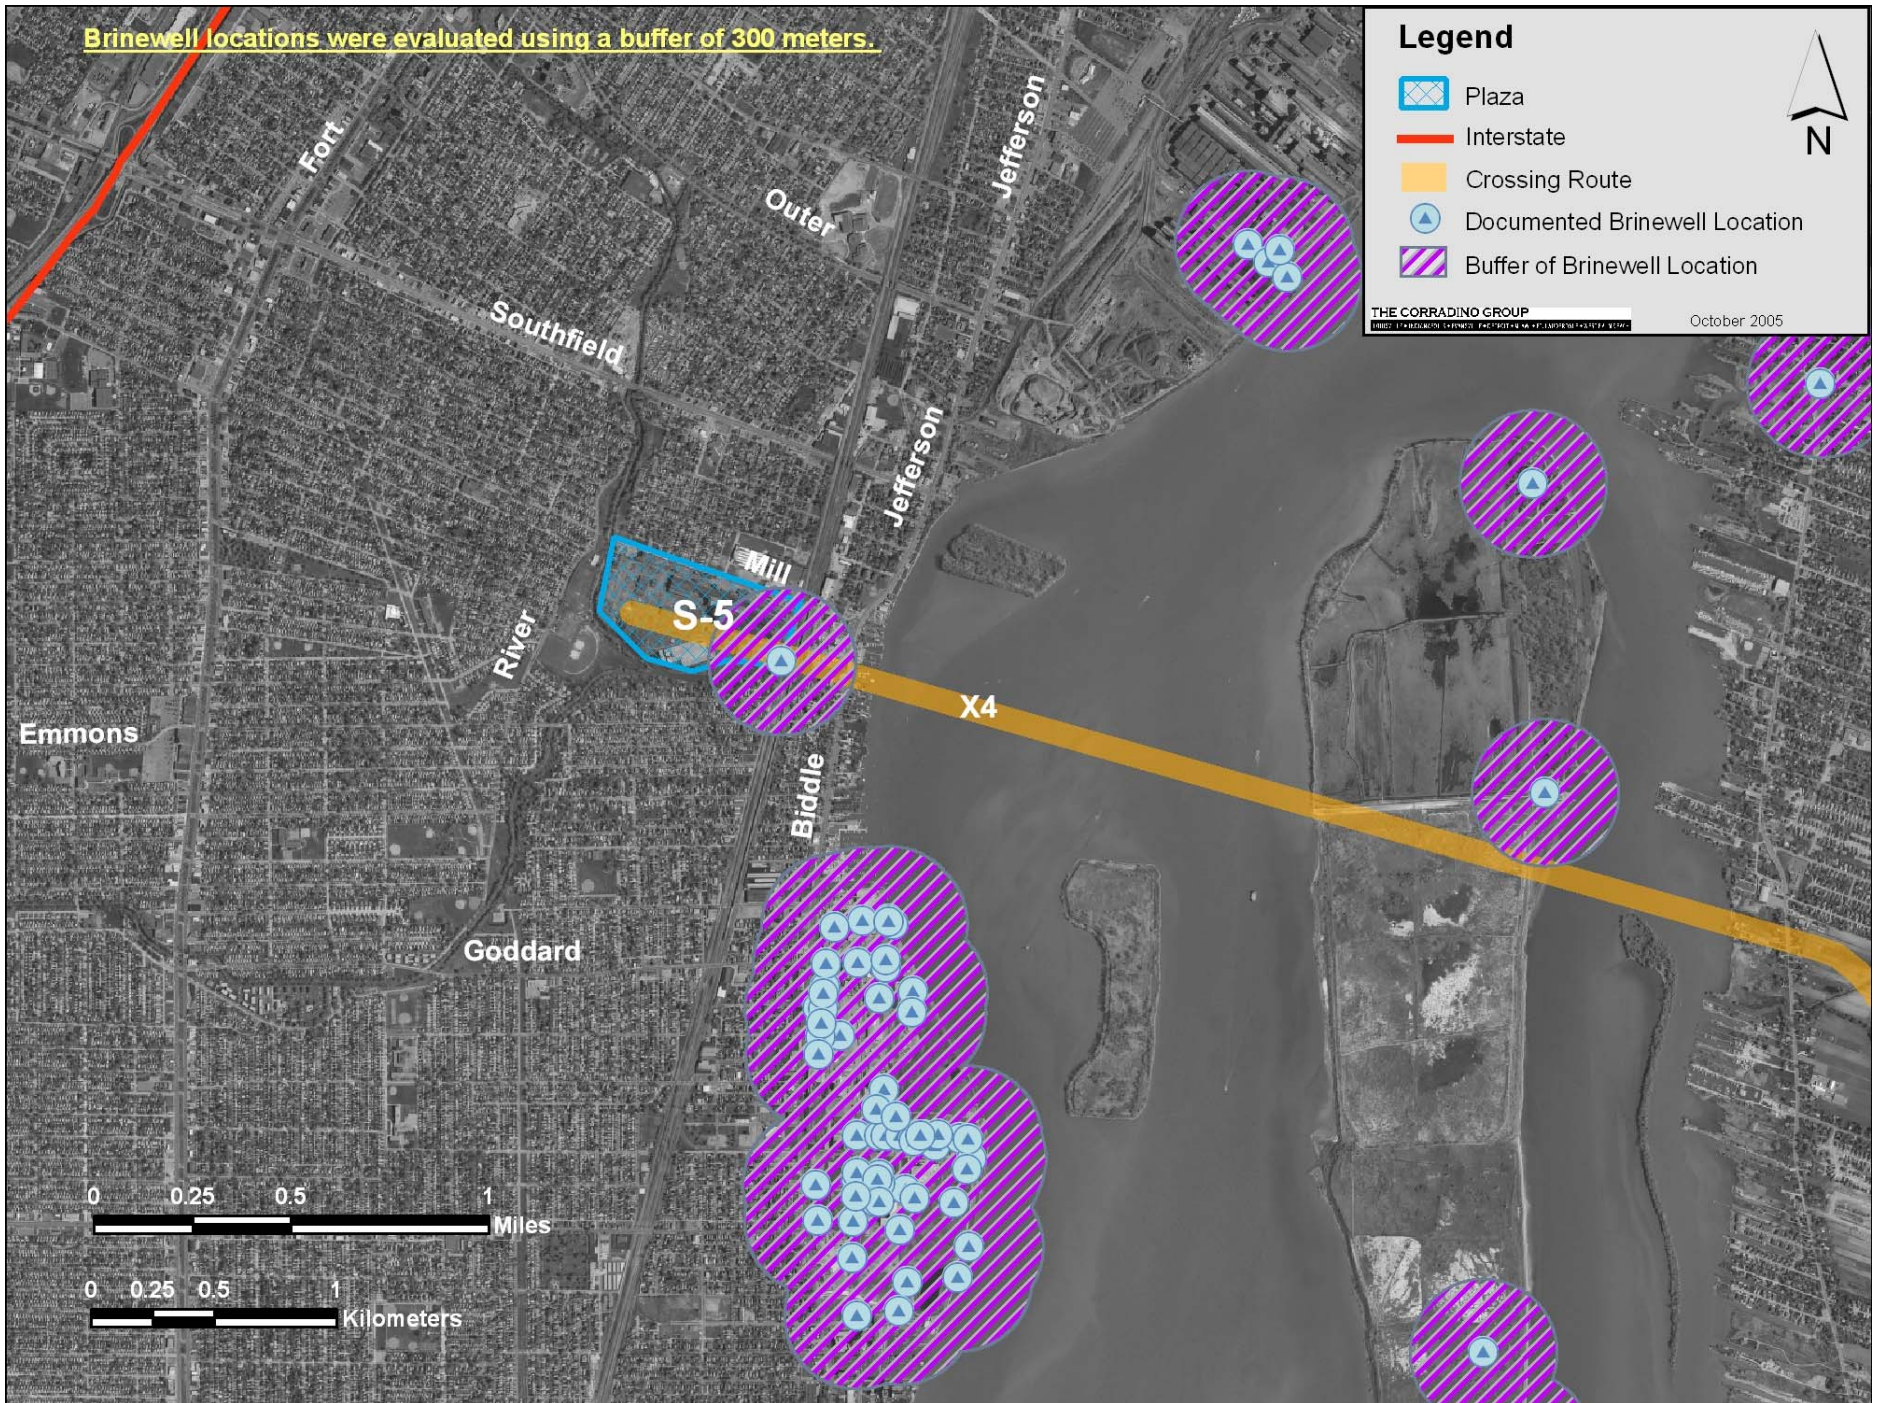 Brinewell locations were evaluated using a buffer of 300 meters.
Legend
Plaza
Interstate
Crossing Route
Documented Brinewell Location
Buffer of Brinewell Location
N
THE CORRADINO GROUP
October 2005
Fort
Jefferson
Outer
Southfield
Jefferson
Mill
S-5
River
X4
Emmons
Biddle
Goddard
0 0.25 0.5 1
Miles
0 0.25 0.5 1
Kilometers